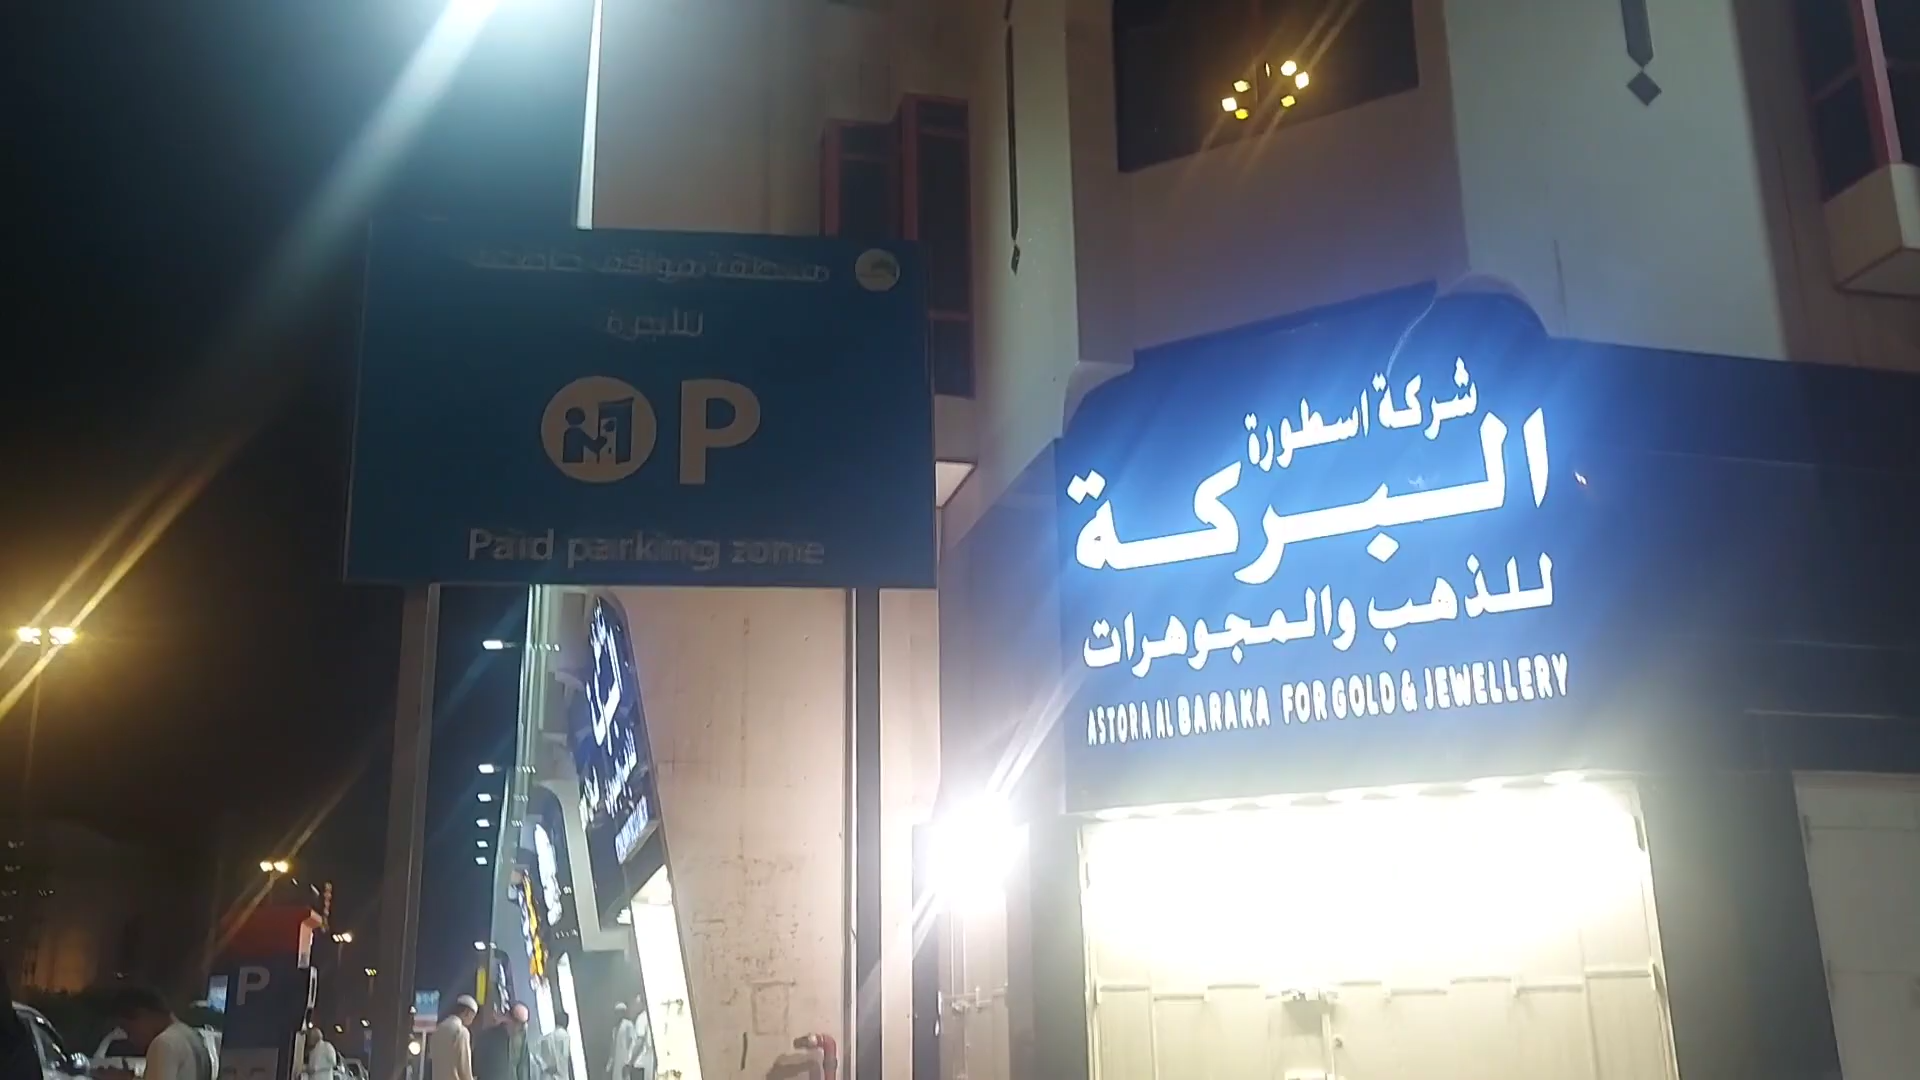 منطقة مواقف خاضعة
للأجرة
P
Paid parking zone
شركة اسطورة
البركة
للذهب والمجوهرات
ASTORA AL BARAKA FOR GOLD & JEWELLERY
P